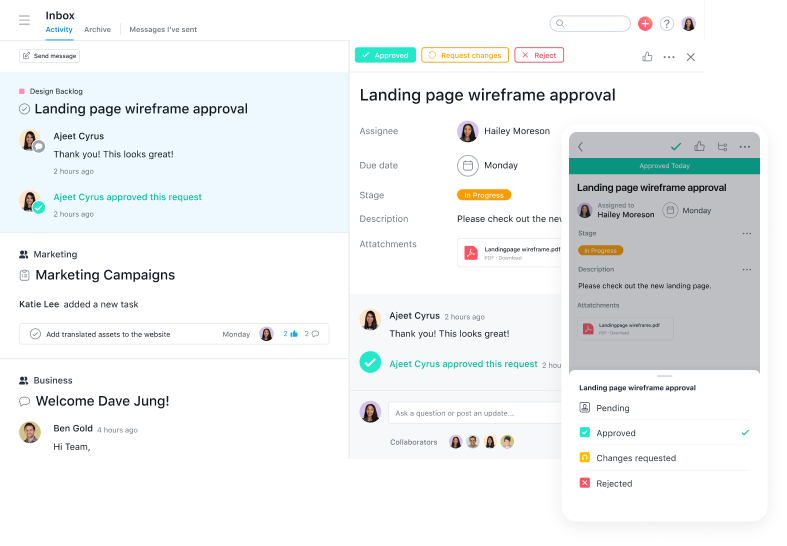 Inbox
Activity
Archive
Messages I've sent
?
Send message
Design Backlog
Landing page wireframe approval
Ajeet Cyrus
Thank you! This looks great!
2 hours ago
Ajeet Cyrus approved this request
2 hours ago
Marketing
Marketing Campaigns
Katie Lee added a new task
Add translated assets to the website
Monday
2
2
Business
Welcome Dave Jung!
Ben Gold 4 hours ago
Hi Team,
Approved
Request changes
Reject
Landing page wireframe approval
Assignee
Hailey Moreson
Due date
Monday
Stage
In Progress
Description
Please check out the new
Attatchments
Landingpage wireframe.pdf
PDF · Download
Ajeet Cyrus 2 hours ago
Thank you! This looks great!
Ajeet Cyrus approved this request 2 hou
Ask a question or post an update...
Collaborators
Approved Today
Landing page wireframe approval
Assigned to
Hailey Moreson
Monday
Stage
In Progress
Description
Please check out the new landing page.
Attatchments
Landingpage wireframe.pdf
PDF · Download
Landing page wireframe approval
Pending
Approved
Changes requested
Rejected